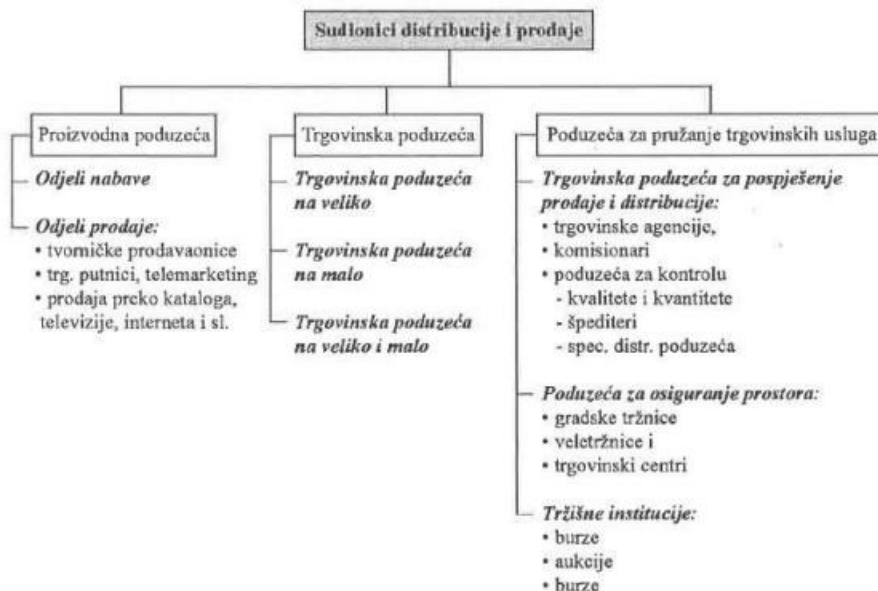 Sudionici distribucije i prodaje
Proizvodna poduzeća
Odjeli nabave
Odjeli prodaje:
• tvorničke prodavaonice
• trg. putnici, telemarketing
• prodaja preko kataloga,
televizije, interneta i sl.
Trgovinska poduzeća
Trgovinska poduzeća
na veliko
Trgovinska poduzeća
na malo
Trgovinska poduzeća
na veliko i malo
Poduzeća za pružanje trgovinskih usluga
Trgovinska poduzeća za pospješenje
prodaje i distribucije:
• trgovinske agencije,
• komisionari
• poduzeća za kontrolu
- kvalitete i kvantitete
- špediteri
- spec. distr. poduzeća
Poduzeća za osiguranje prostora:
• gradske tržnice
• veletržnice i
• trgovinski centri
Tržišne institucije:
• burze
• aukcije
• burze